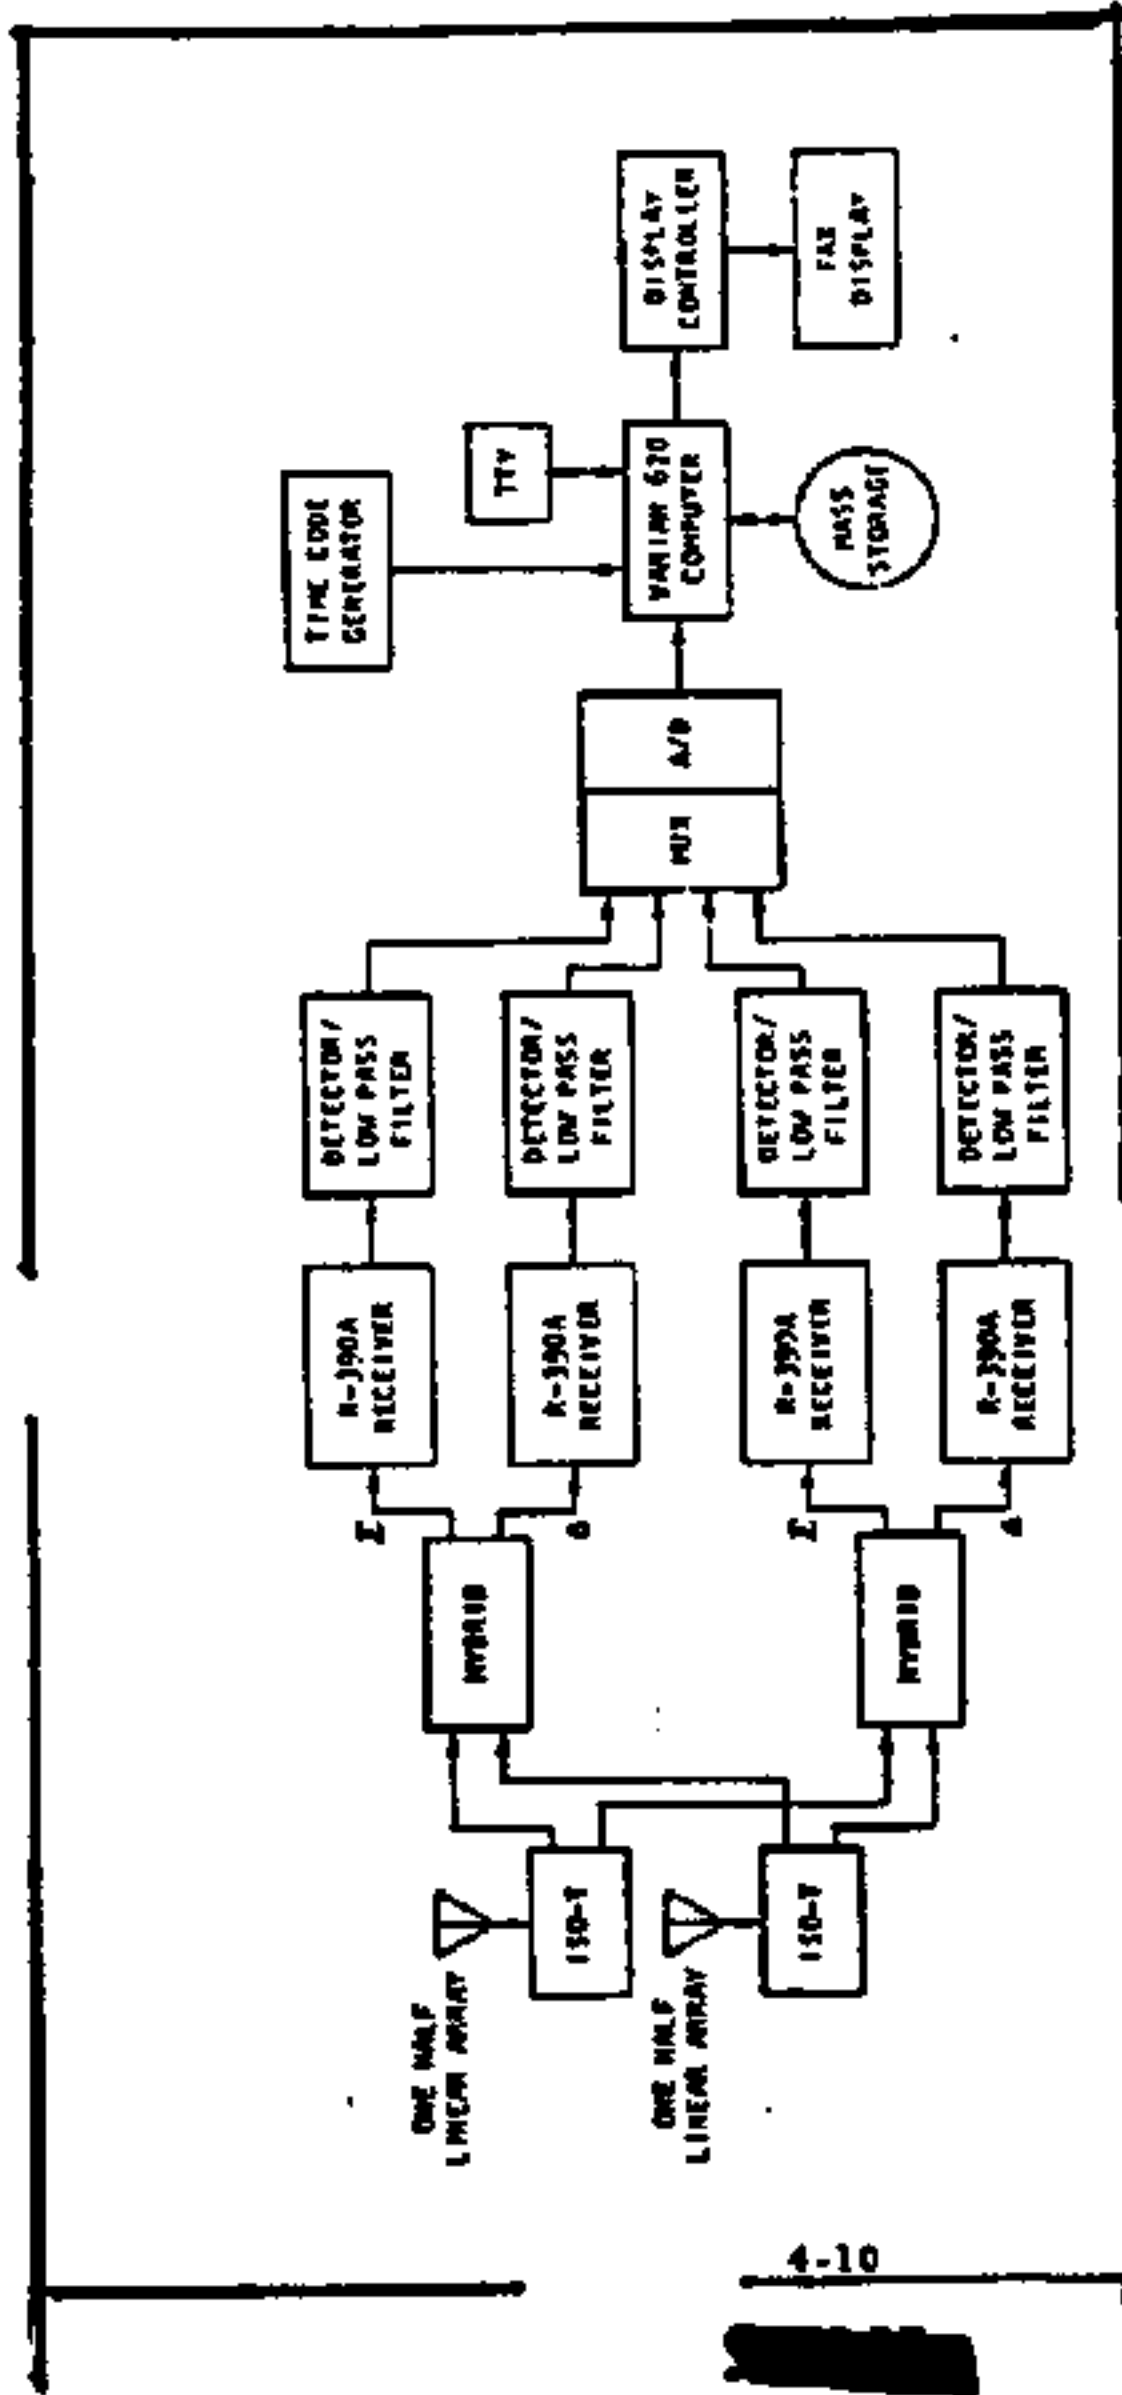 ONE HALF
LINEAR ARRAY
ONE HALF
LINEAR ARRAY
ISO-T
ISO-T
HYBRID
HYBRID
Σ
Δ
Σ
Δ
R-390A
RECEIVER
R-390A
RECEIVER
R-390A
RECEIVER
R-390A
RECEIVER
DETECTOR/
LOW PASS
FILTER
DETECTOR/
LOW PASS
FILTER
DETECTOR/
LOW PASS
FILTER
DETECTOR/
LOW PASS
FILTER
MUX
A/D
TIME CODE
GENERATOR
TTY
VARIAN 620
COMPUTER
MASS
STORAGE
DISPLAY
CONTROLLER
FAX
DISPLAY
4-10